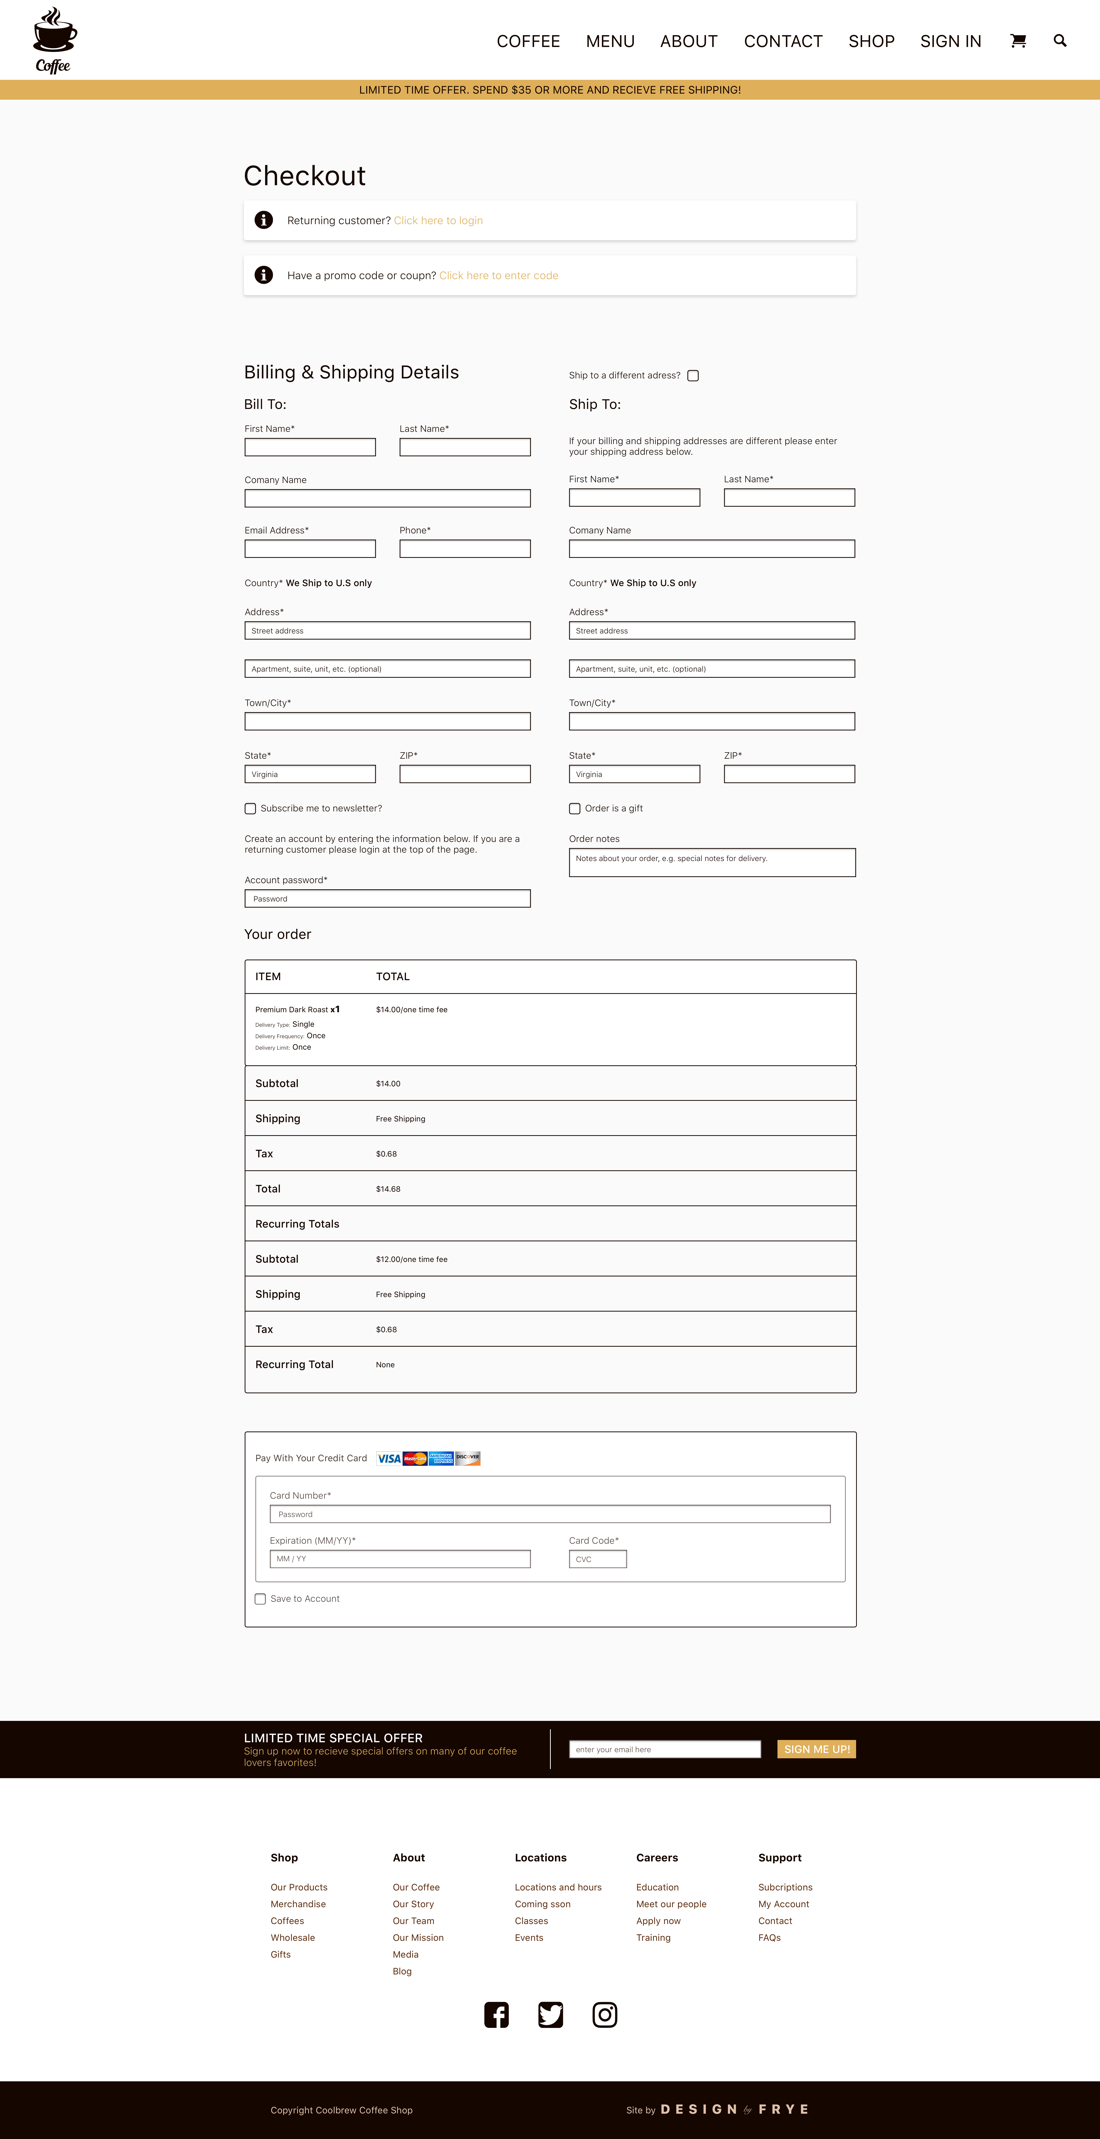 Coffee
COFFEE MENU ABOUT CONTACT SHOP SIGN IN
LIMITED TIME OFFER. SPEND $35 OR MORE AND RECIEVE FREE SHIPPING!
Checkout
Returning customer? Click here to login
Have a promo code or coupn? Click here to enter code
Billing & Shipping Details
Bill To:
First Name* Last Name*
Comany Name
Email Address* Phone*
Country* We Ship to U.S only
Address*
Street address
Apartment, suite, unit, etc. (optional)
Town/City*
State* ZIP*
Virginia
Subscribe me to newsletter?
Create an account by entering the information below. If you are a
returning customer please login at the top of the page.
Account password*
Password
Ship to a different adress?
Ship To:
If your billing and shipping addresses are different please enter
your shipping address below.
First Name* Last Name*
Comany Name
Country* We Ship to U.S only
Address*
Street address
Apartment, suite, unit, etc. (optional)
Town/City*
State* ZIP*
Virginia
Order is a gift
Order notes
Notes about your order, e.g. special notes for delivery.
Your order
ITEM TOTAL
Premium Dark Roast x1 $14.00/one time fee
Delivery Type: Single
Delivery Frequency: Once
Delivery Limit: Once
Subtotal $14.00
Shipping Free Shipping
Tax $0.68
Total $14.68
Recurring Totals
Subtotal $12.00/one time fee
Shipping Free Shipping
Tax $0.68
Recurring Total None
Pay With Your Credit Card VISA MasterCard AMERICAN EXPRESS DISCOVER
Card Number*
Password
Expiration (MM/YY)* Card Code*
MM / YY CVC
Save to Account
LIMITED TIME SPECIAL OFFER
Sign up now to recieve special offers on many of our coffee
lovers favorites!
enter your email here SIGN ME UP!
Shop
Our Products
Merchandise
Coffees
Wholesale
Gifts
About
Our Coffee
Our Story
Our Team
Our Mission
Media
Blog
Locations
Locations and hours
Coming sson
Classes
Events
Careers
Education
Meet our people
Apply now
Training
Support
Subcriptions
My Account
Contact
FAQs
Copyright Coolbrew Coffee Shop
Site by DESIGN by FRYE